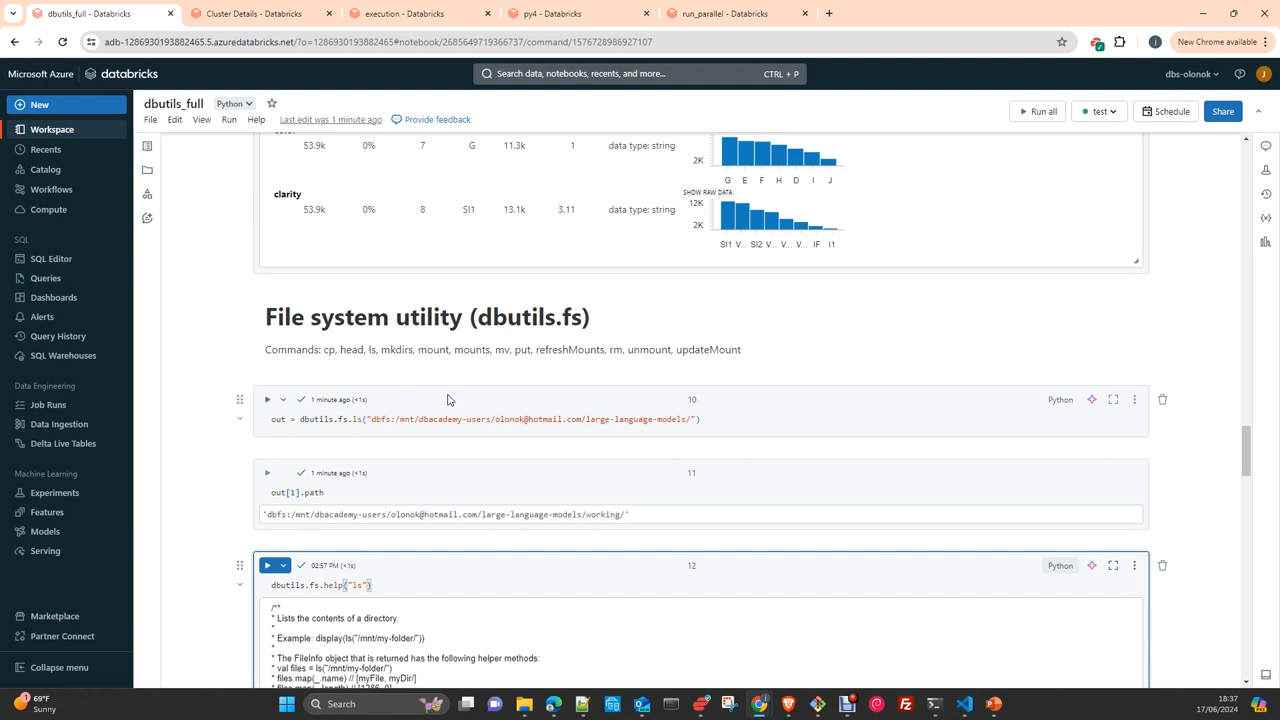 dbutils_full - Databricks
Cluster Details - Databricks
execution - Databricks
py4 - Databricks
run_parallel - Databricks
adb-1286930193882465.5.azuredatabricks.net/?o=1286930193882465#notebook/2685649719366737/command/1576728986927107
New Chrome available
Microsoft Azure
databricks
Search data, notebooks, recents, and more...
CTRL + P
dbs-olonok
J
New
Workspace
Recents
Catalog
Workflows
Compute
SQL
SQL Editor
Queries
Dashboards
Alerts
Query History
SQL Warehouses
Data Engineering
Job Runs
Data Ingestion
Delta Live Tables
Machine Learning
Experiments
Features
Models
Serving
Marketplace
Partner Connect
Collapse menu
dbutils_full
Python
File Edit View Run Help
Last edit was 1 minute ago
Provide feedback
Run all
test
Schedule
Share
53.9k 0% 7 G 11.3k 1 data type: string
2K
G E F H D I J
clarity
SHOW RAW DATA
53.9k 0% 8 SI1 13.1k 3.11 data type: string
12K
2K
SI1 V... SI2 V... V... V... IF I1
File system utility (dbutils.fs)
Commands: cp, head, ls, mkdirs, mount, mounts, mv, put, refreshMounts, rm, unmount, updateMount
1 minute ago (<1s)
10
Python
out = dbutils.fs.ls("dbfs:/mnt/dbacademy-users/olonok@hotmail.com/large-language-models/")
1 minute ago (<1s)
11
out[1].path
'dbfs:/mnt/dbacademy-users/olonok@hotmail.com/large-language-models/working/'
02:57 PM (<1s)
12
Python
dbutils.fs.help("ls")
/**
* Lists the contents of a directory.
*
* Example: display(ls("/mnt/my-folder/"))
*
* The FileInfo object that is returned has the following helper methods:
* val files = ls("/mnt/my-folder/")
* files.map(_.name) // [myFile, myDir/]
69°F
Sunny
Search
18:37
17/06/2024